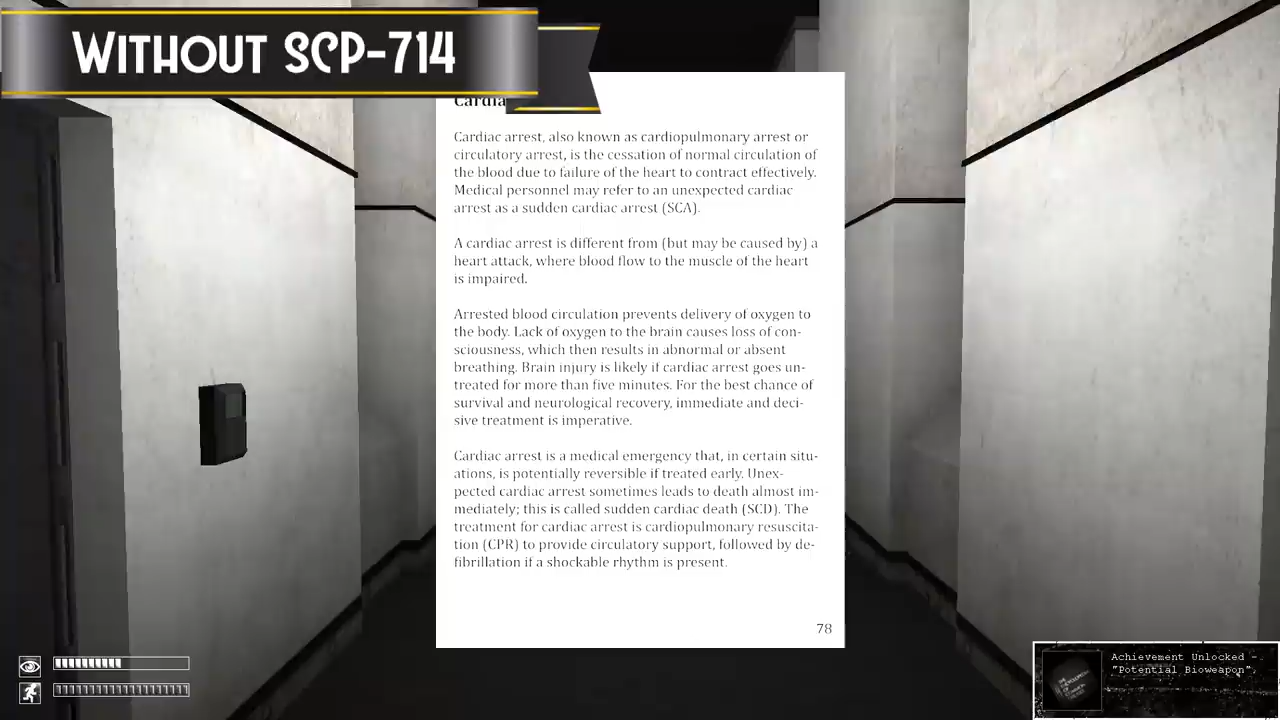 WITHOUT SCP-714
Cardia
Cardiac arrest, also known as cardiopulmonary arrest or
circulatory arrest, is the cessation of normal circulation of
the blood due to failure of the heart to contract effectively.
Medical personnel may refer to an unexpected cardiac
arrest as a sudden cardiac arrest (SCA).
A cardiac arrest is different from (but may be caused by) a
heart attack, where blood flow to the muscle of the heart
is impaired.
Arrested blood circulation prevents delivery of oxygen to
the body. Lack of oxygen to the brain causes loss of con-
sciousness, which then results in abnormal or absent
breathing. Brain injury is likely if cardiac arrest goes un-
treated for more than five minutes. For the best chance of
survival and neurological recovery, immediate and deci-
sive treatment is imperative.
Cardiac arrest is a medical emergency that, in certain situ-
ations, is potentially reversible if treated early. Unex-
pected cardiac arrest sometimes leads to death almost im-
mediately; this is called sudden cardiac death (SCD). The
treatment for cardiac arrest is cardiopulmonary resuscita-
tion (CPR) to provide circulatory support, followed by de-
fibrillation if a shockable rhythm is present.
78
Achievement Unlocked -
"Potential Bioweapon".